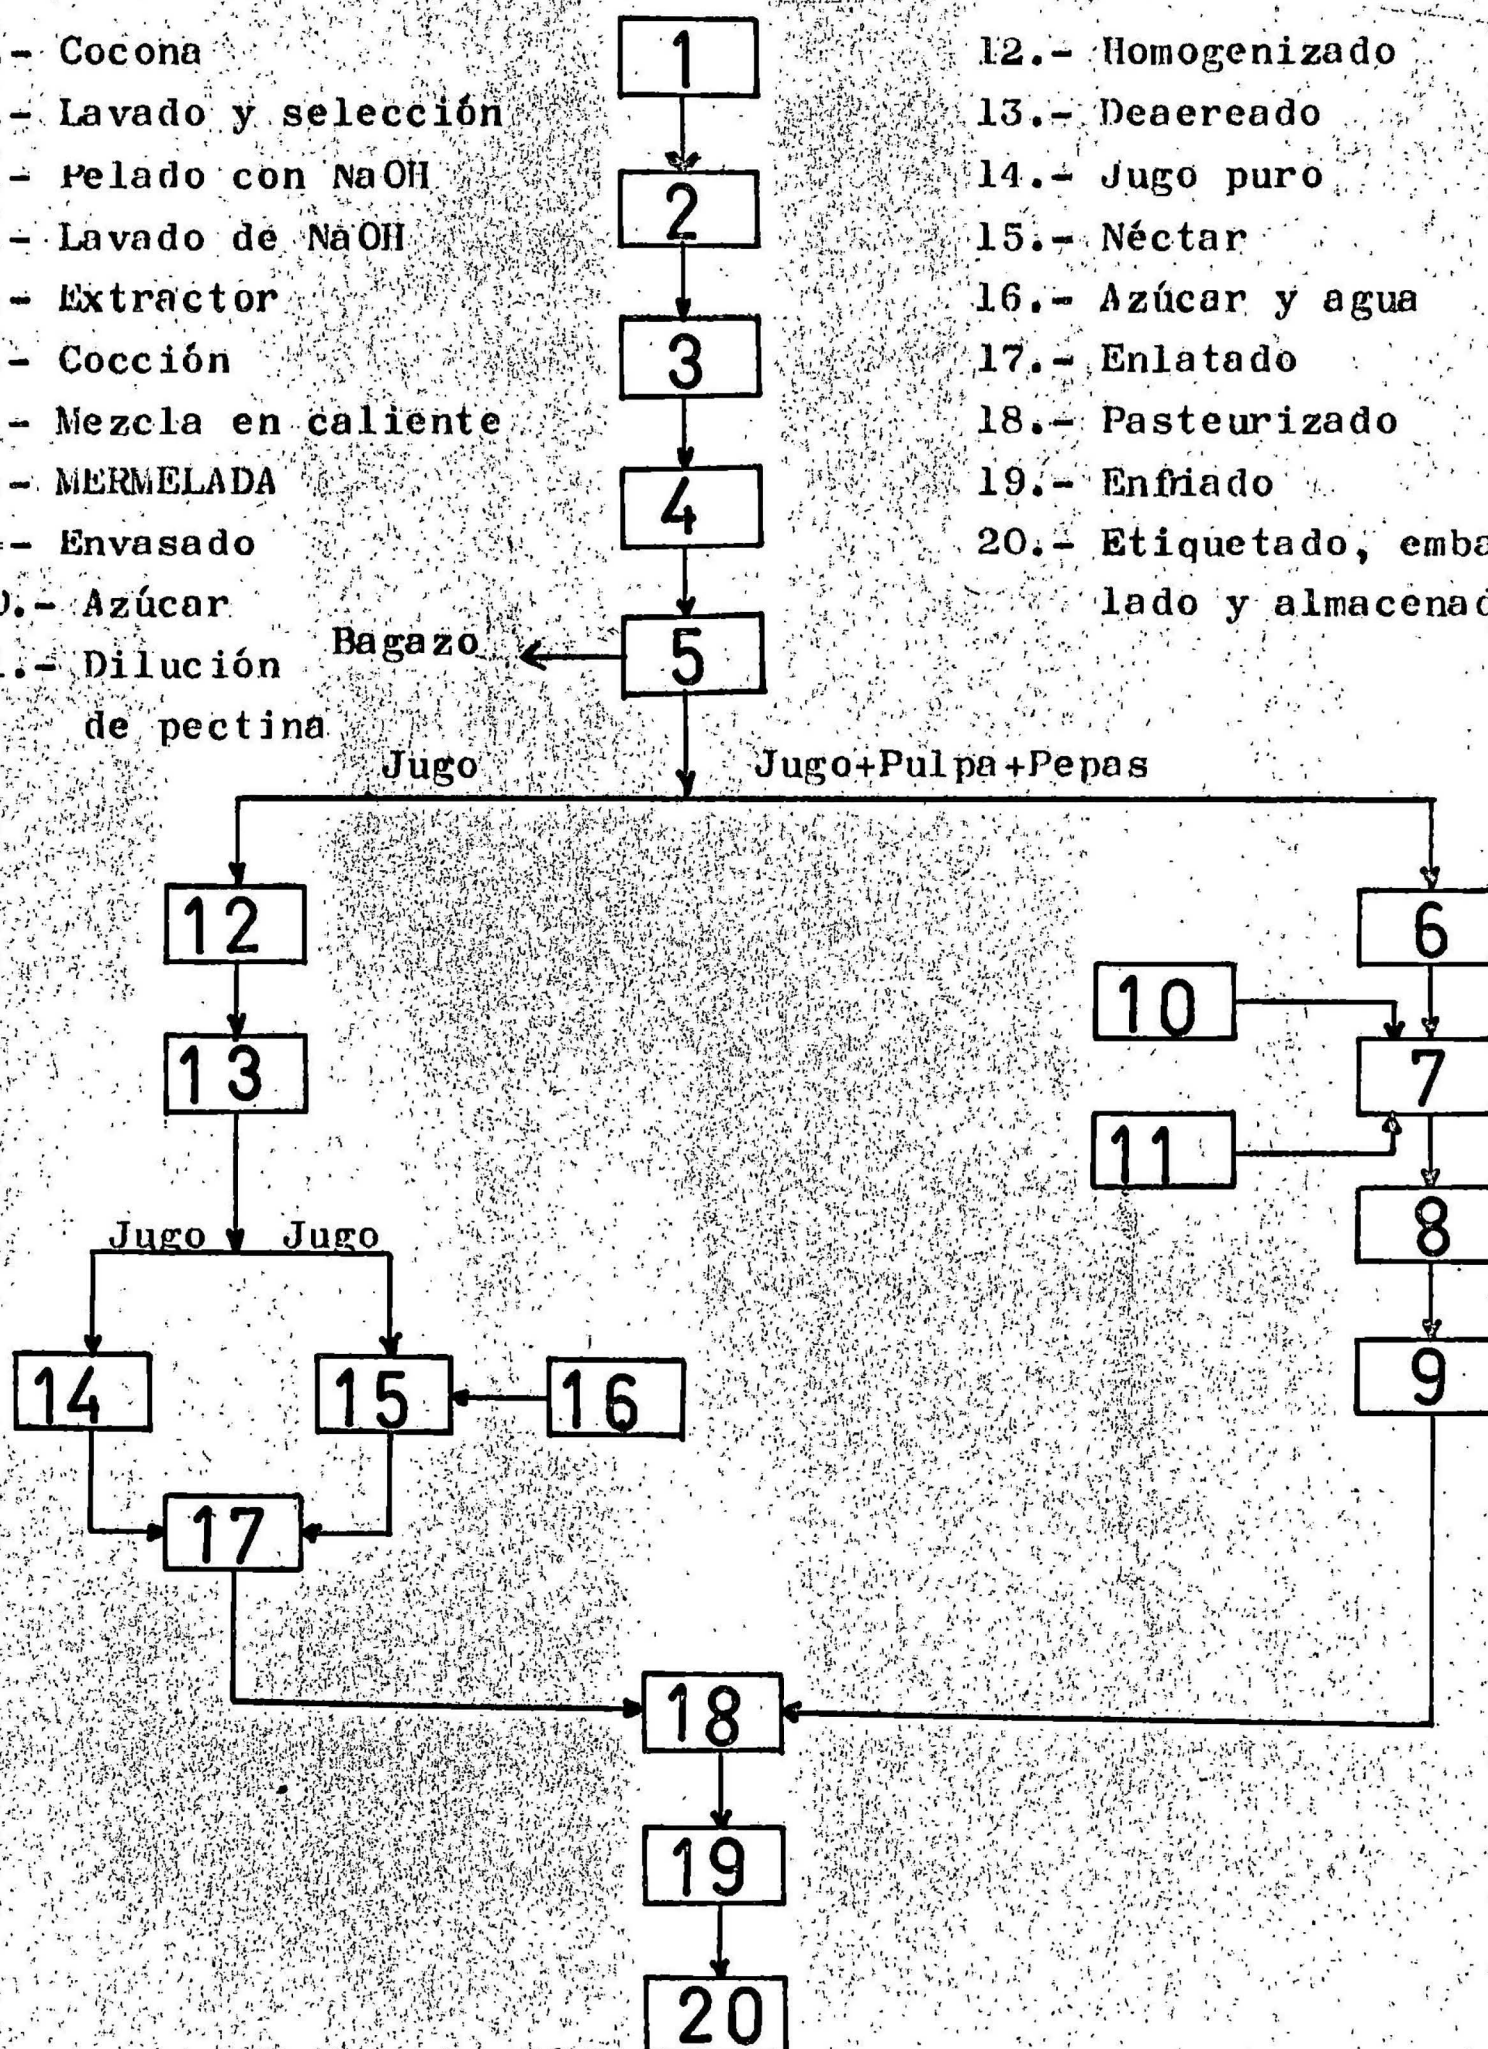 .- Cocona
.- Lavado y selección
- Pelado con NaOH
- Lavado de NaOH
- Extractor
- Cocción
- Mezcla en caliente
- MERMELADA
.- Envasado
0.- Azúcar
1.- Dilución
de pectina
12.- Homogenizado
13.- Deaereado
14.- Jugo puro
15.- Néctar
16.- Azúcar y agua
17.- Enlatado
18.- Pasteurizado
19.- Enfriado
20.- Etiquetado, emba
lado y almacenad
1
2
3
4
Bagazo
5
Jugo
Jugo+Pulpa+Pepas
12
6
10
13
7
11
Jugo
Jugo
8
14
15
16
9
17
18
19
20